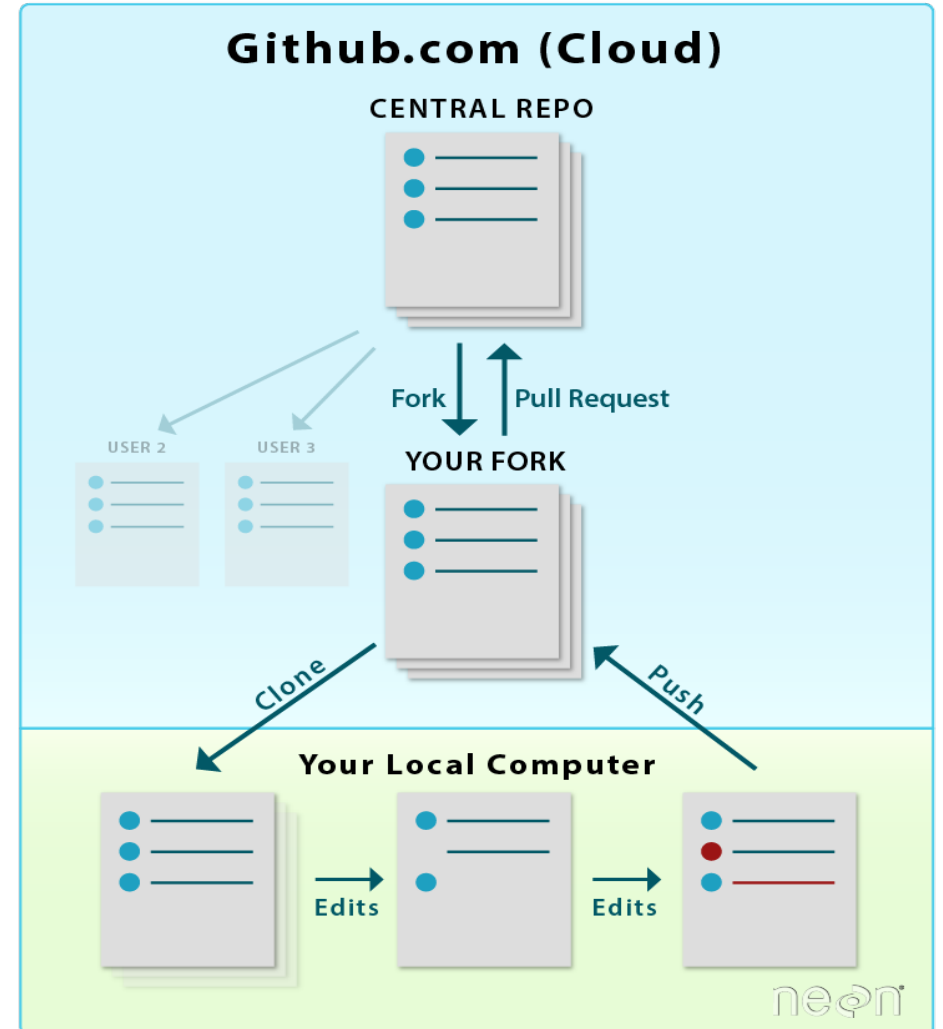 Github.com (Cloud)
CENTRAL REPO
Fork
Pull Request
USER 2
USER 3
YOUR FORK
Clone
Push
Your Local Computer
Edits
Edits
neon